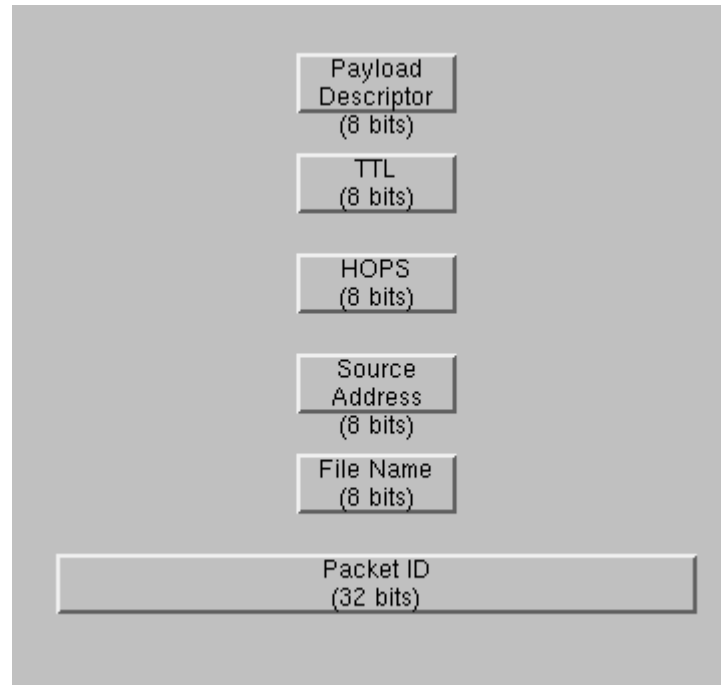 Payload
Descriptor
(8 bits)
TTL
(8 bits)
HOPS
(8 bits)
Source
Address
(8 bits)
File Name
(8 bits)
Packet ID
(32 bits)